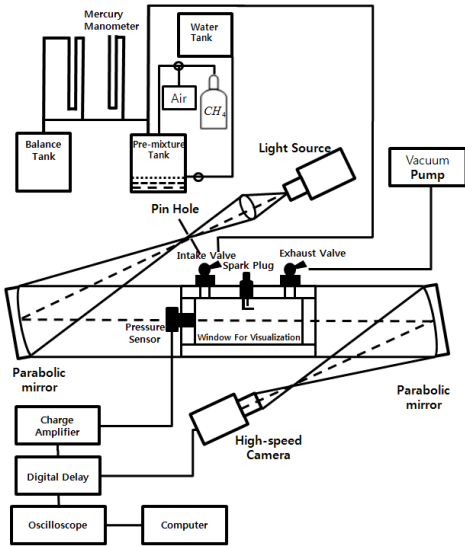 Mercury
Manometer
Water
Tank
Air
CH₄
Balance
Tank
Pre-mixture
Tank
Light Source
Vacuum
Pump
Pin Hole
Intake Valve
Spark Plug
Exhaust Valve
Pressure
Sensor
Window For Visualization
Parabolic
mirror
Parabolic
mirror
High-speed
Camera
Charge
Amplifier
Digital Delay
Oscilloscope
Computer